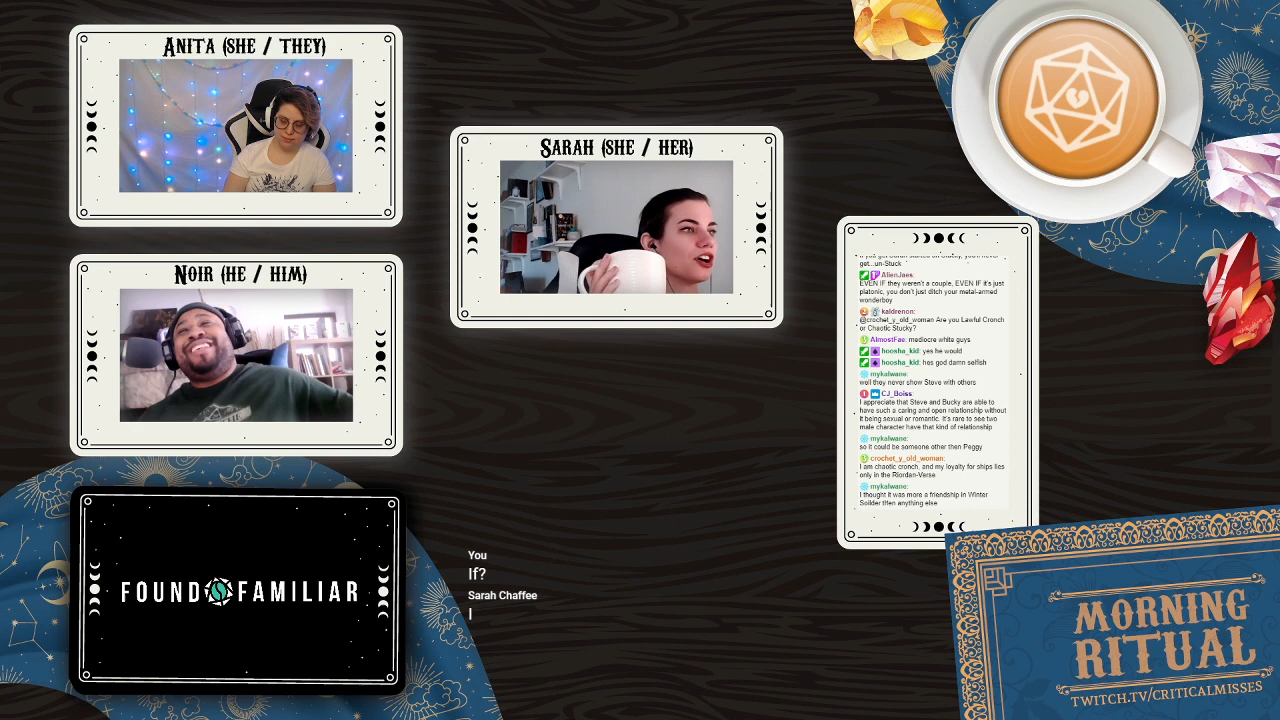 ANITA (SHE / THEY)
SARAH (SHE / HER)
NOIR (HE / HIM)
get...un-Stuck
AlienJaes:
EVEN IF they weren't a couple, EVEN IF it's just
platonic, you don't just ditch your metal-armed
wonderboy
kaldrenon:
@crochet_y_old_woman Are you Lawful Cronch
or Chaotic Stucky?
AlmostFae: mediocre white guys
hoosha_kid: yes he would
hoosha_kid: hes god damn selfish
mykalwane:
well they never show Steve with others
CJ_Boiss:
I appreciate that Steve and Bucky are able to
have such a caring and open relationship without
it being sexual or romantic. It's rare to see two
male character have that kind of relationship
mykalwane:
so it could be someone other then Peggy
crochet_y_old_woman:
I am chaotic cronch, and my loyalty for ships lies
only in the Riordan-Verse
mykalwane:
I thought it was more a friendship in Winter
Soilder then anything else
FOUND FAMILIAR
You
If?
Sarah Chaffee
I
MORNING
RITUAL
TWITCH.TV/CRITICALMISSES